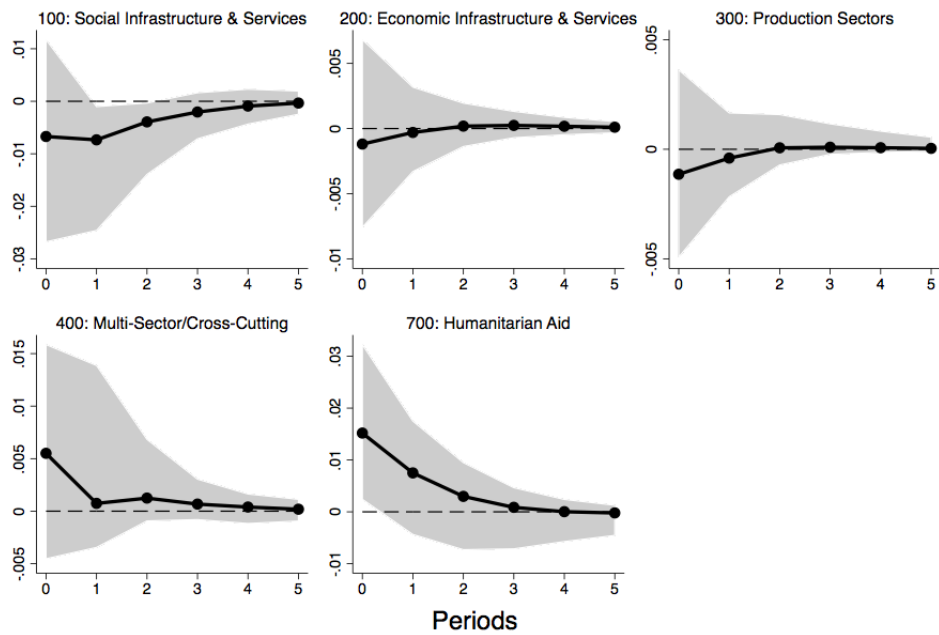 100: Social Infrastructure & Services
.01
0
-.01
-.02
-.03
0 1 2 3 4 5
200: Economic Infrastructure & Services
.005
0
-.005
-.01
0 1 2 3 4 5
300: Production Sectors
.005
0
-.005
0 1 2 3 4 5
400: Multi-Sector/Cross-Cutting
.015
.01
.005
0
-.005
0 1 2 3 4 5
700: Humanitarian Aid
.03
.02
.01
0
-.01
0 1 2 3 4 5
Periods